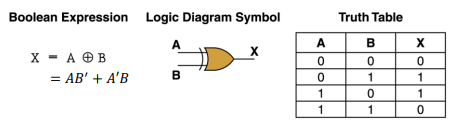 Boolean Expression Logic Diagram Symbol Truth Table
X = A ⊕ B
= AB' + A'B
A
X
B
A B X
0 0 0
0 1 1
1 0 1
1 1 0